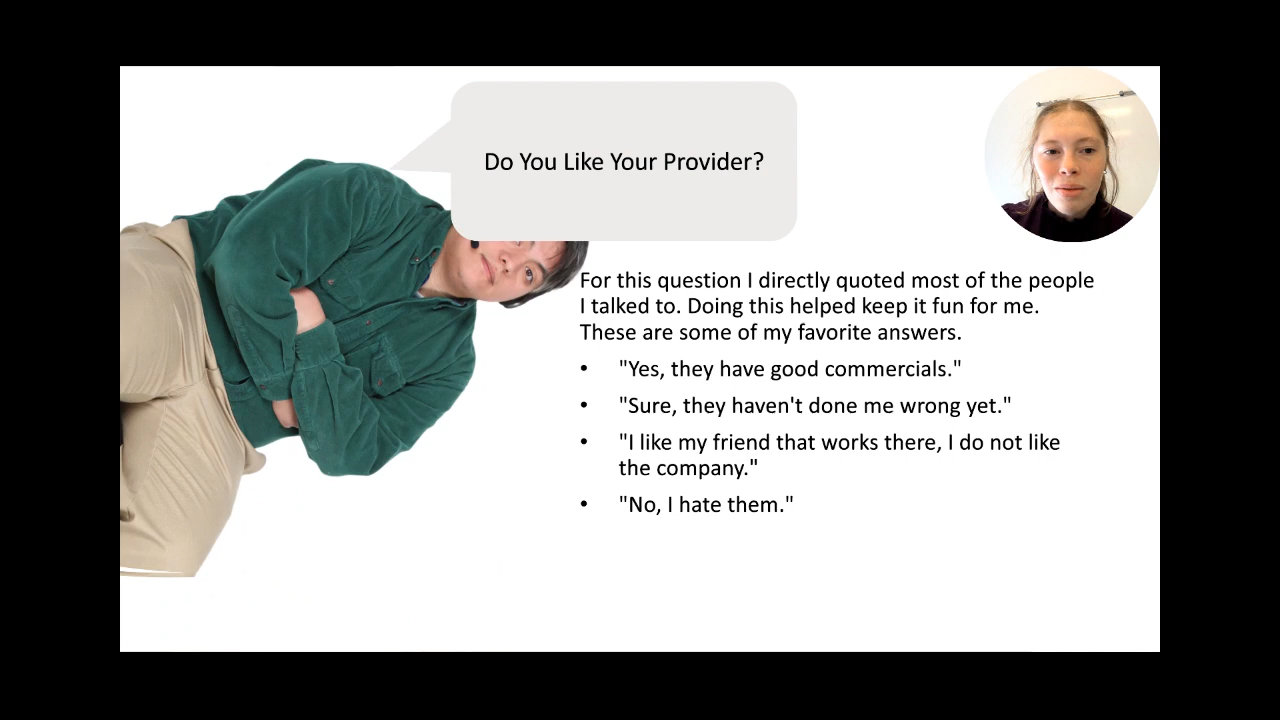 Do You Like Your Provider?
For this question I directly quoted most of the people
I talked to. Doing this helped keep it fun for me.
These are some of my favorite answers.
• "Yes, they have good commercials."
• "Sure, they haven't done me wrong yet."
• "I like my friend that works there, I do not like
the company."
• "No, I hate them."